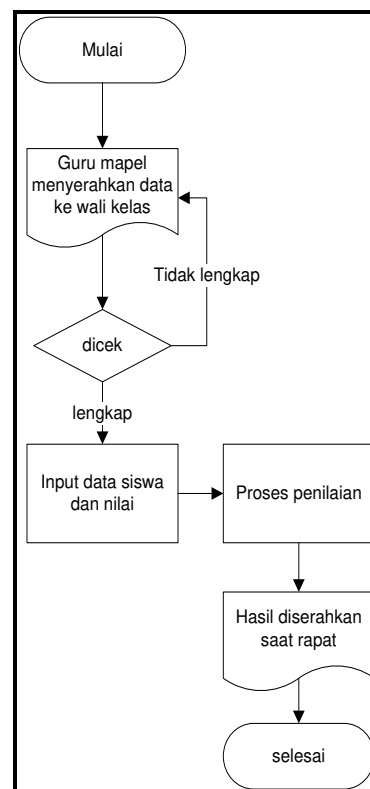 Mulai
Guru mapel
menyerahkan data
ke wali kelas
Tidak lengkap
dicek
lengkap
Input data siswa
dan nilai
Proses penilaian
Hasil diserahkan
saat rapat
selesai